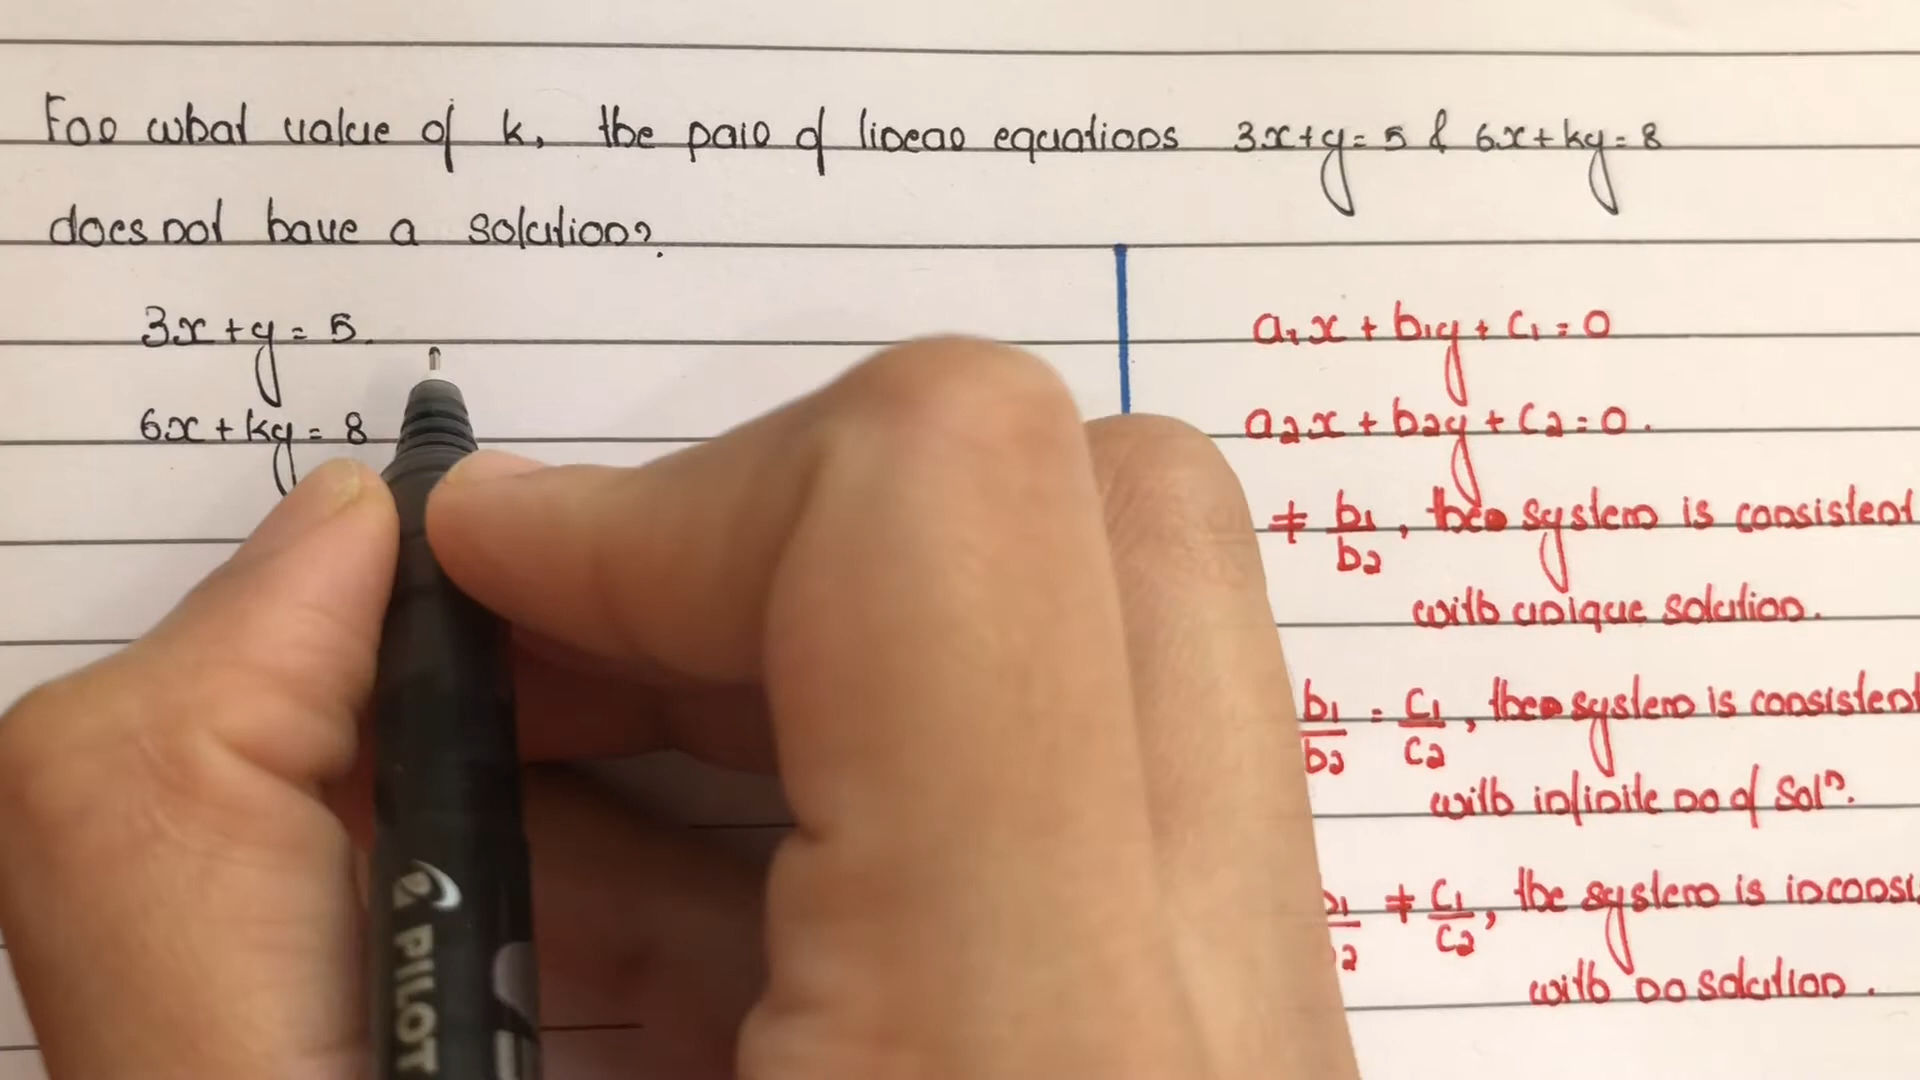 For what value of k, the pair of linear equations 3x+y=5 & 6x+ky=8
does not have a solution?
3x+y=5.
6x+ky=8
a₁x + b₁y + c₁ = 0
a₂x + b₂y + c₂ = 0.
≠ b₁/b₂, the system is consistent
with unique solution.
b₁/b₂ = c₁/c₂, the system is consistent
with infinite no of solⁿ.
≠ c₁/c₂, the system is
with no solution.
PILOT